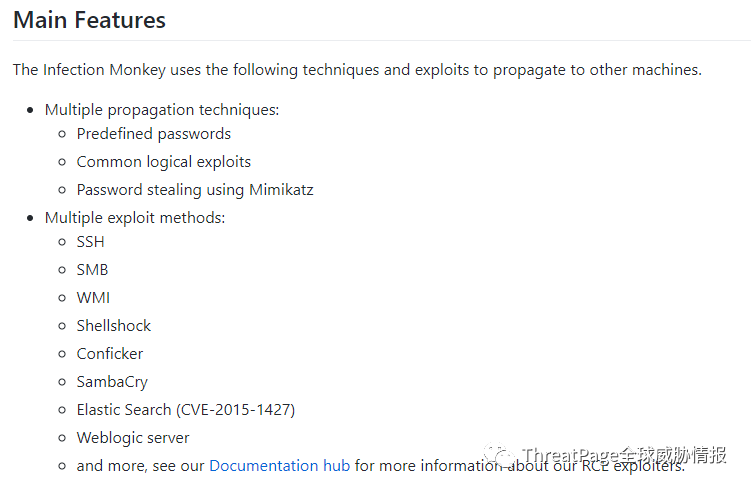 Main Features
The Infection Monkey uses the following techniques and exploits to propagate to other machines.
• Multiple propagation techniques:
◦ Predefined passwords
◦ Common logical exploits
◦ Password stealing using Mimikatz
• Multiple exploit methods:
◦ SSH
◦ SMB
◦ WMI
◦ Shellshock
◦ Conficker
◦ SambaCry
◦ Elastic Search (CVE-2015-1427)
◦ Weblogic server
◦ and more, see our Documentation hub for more information about our RCE exploiters.
ThreatPage全球威胁情报